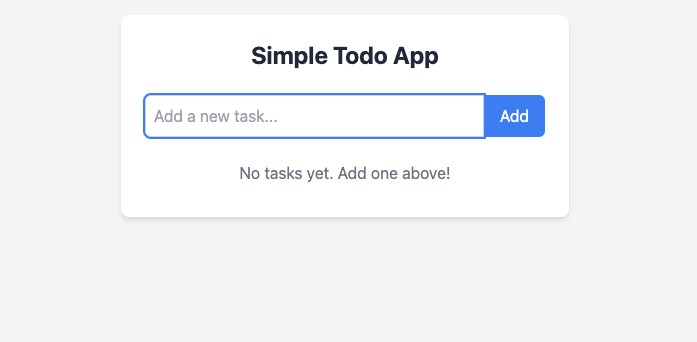 Simple Todo App
Add a new task...
Add
No tasks yet. Add one above!